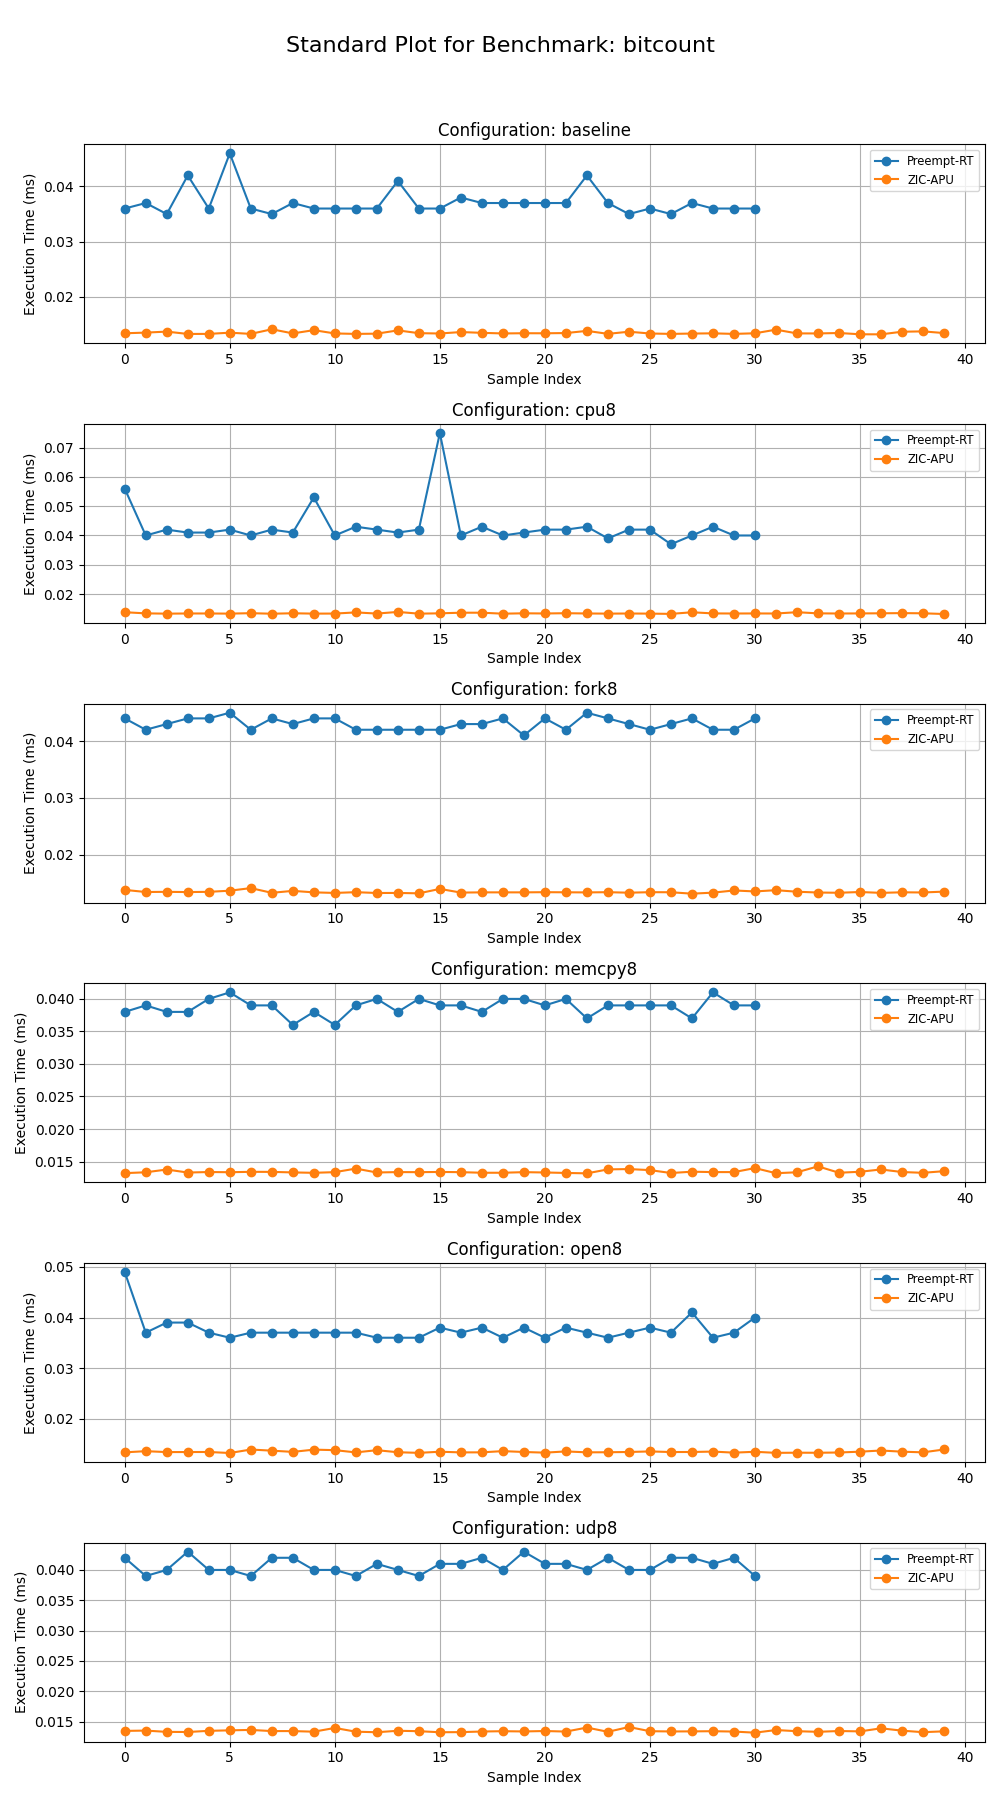 Standard Plot for Benchmark: bitcount
Configuration: baseline
Execution Time (ms)
0.04
0.03
0.02
Preempt-RT
ZIC-APU
0 5 10 15 20 25 30 35 40
Sample Index
Configuration: cpu8
Execution Time (ms)
0.07
0.06
0.05
0.04
0.03
0.02
Preempt-RT
ZIC-APU
0 5 10 15 20 25 30 35 40
Sample Index
Configuration: fork8
Execution Time (ms)
0.04
0.03
0.02
Preempt-RT
ZIC-APU
0 5 10 15 20 25 30 35 40
Sample Index
Configuration: memcpy8
Execution Time (ms)
0.040
0.035
0.030
0.025
0.020
0.015
Preempt-RT
ZIC-APU
0 5 10 15 20 25 30 35 40
Sample Index
Configuration: open8
Execution Time (ms)
0.05
0.04
0.03
0.02
Preempt-RT
ZIC-APU
0 5 10 15 20 25 30 35 40
Sample Index
Configuration: udp8
Execution Time (ms)
0.040
0.035
0.030
0.025
0.020
0.015
Preempt-RT
ZIC-APU
0 5 10 15 20 25 30 35 40
Sample Index